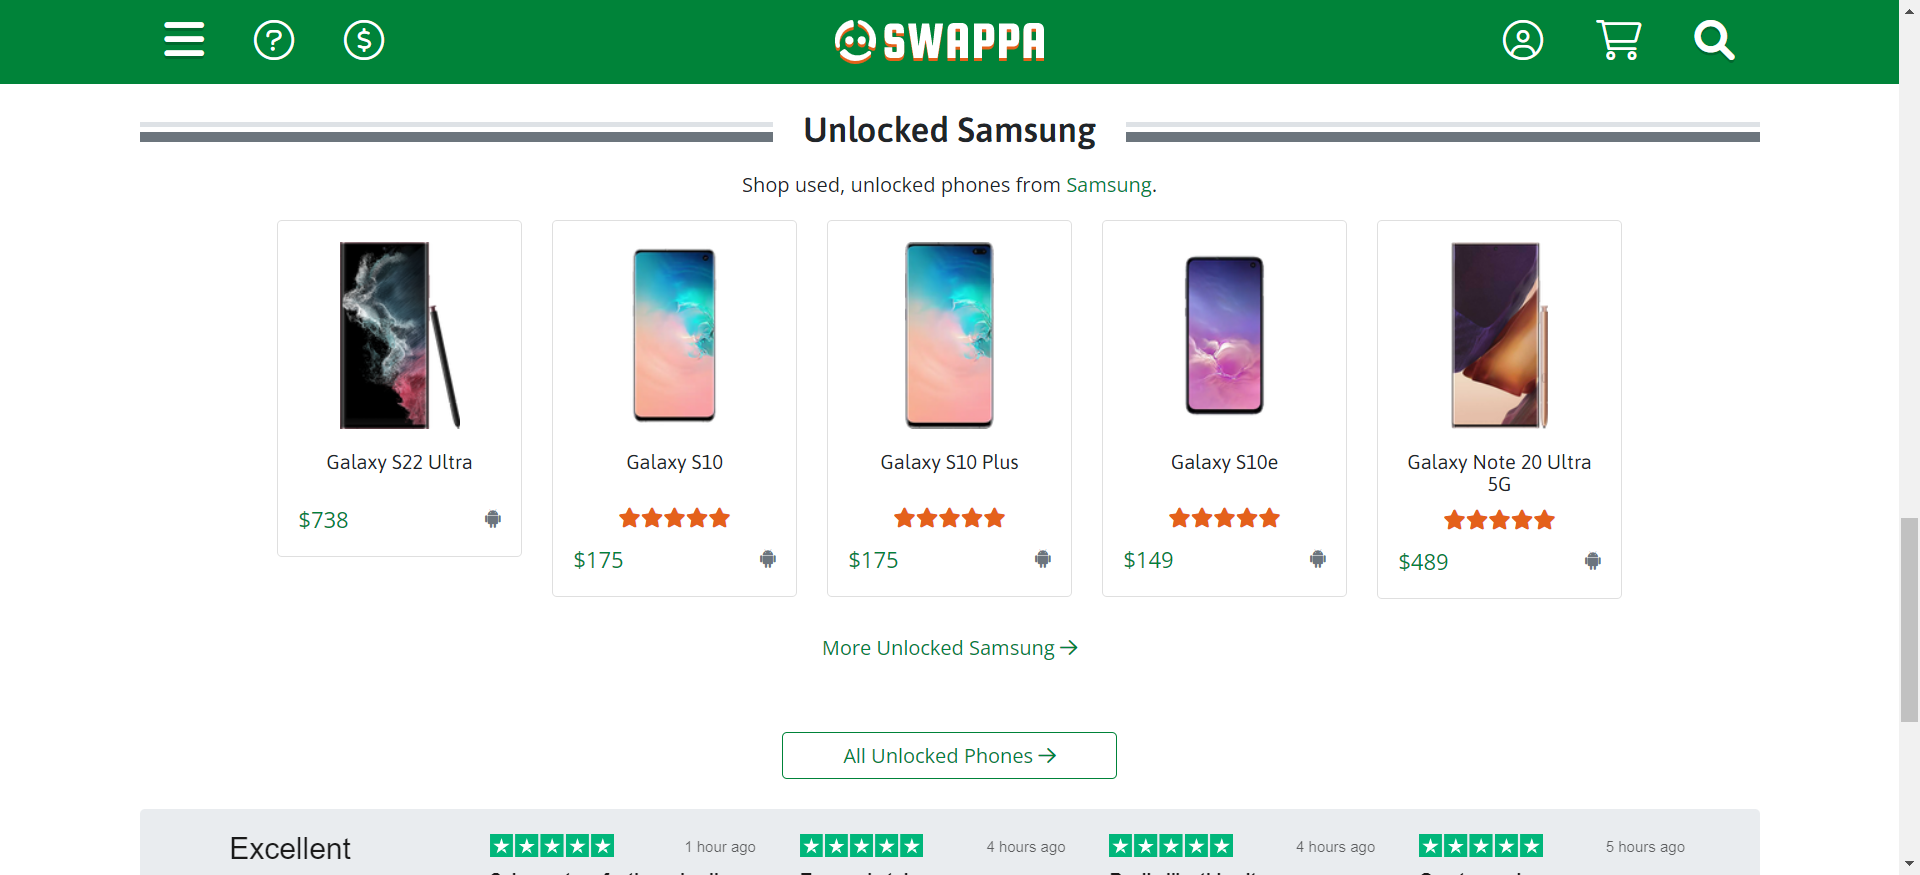 SWAPPA
Unlocked Samsung
Shop used, unlocked phones from Samsung.
Galaxy S22 Ultra
$738
Galaxy S10
$175
Galaxy S10 Plus
$175
Galaxy S10e
$149
Galaxy Note 20 Ultra
5G
$489
More Unlocked Samsung
All Unlocked Phones
Excellent
1 hour ago
4 hours ago
4 hours ago
5 hours ago